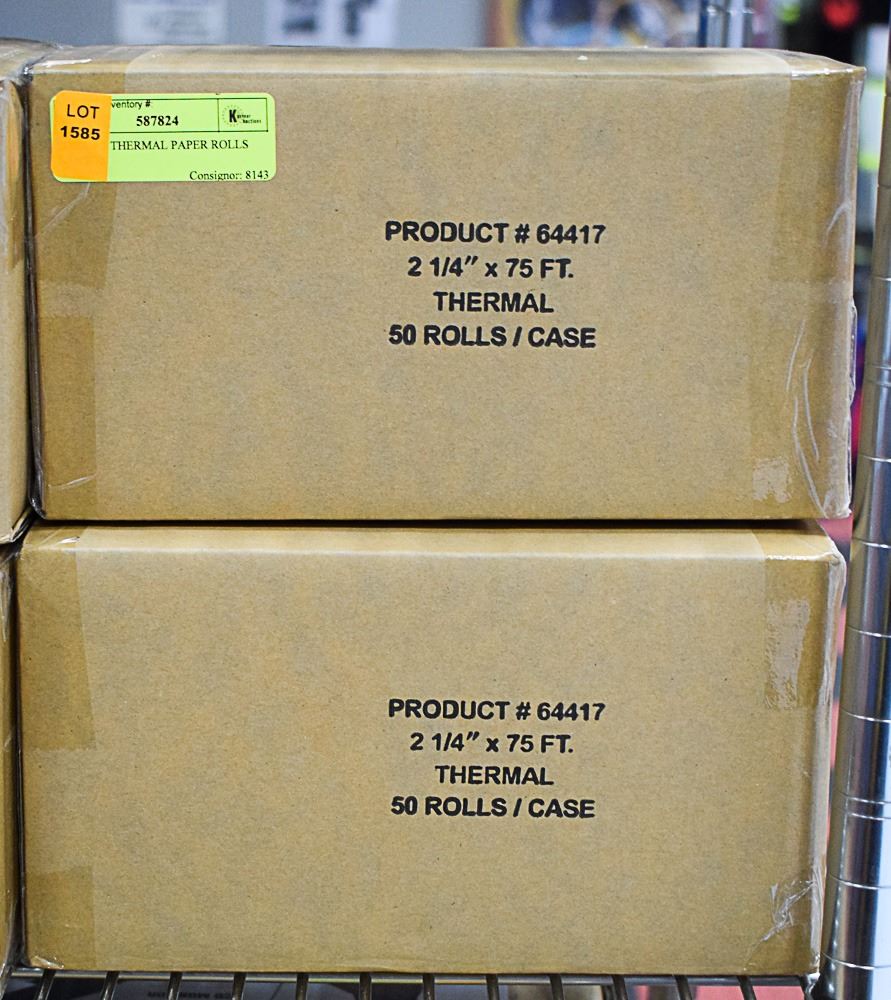 LOT
1585
ventory #:
587824
THERMAL PAPER ROLLS
Consignor: 8143
PRODUCT # 64417
2 1/4" x 75 FT.
THERMAL
50 ROLLS / CASE
PRODUCT # 64417
2 1/4" x 75 FT.
THERMAL
50 ROLLS / CASE